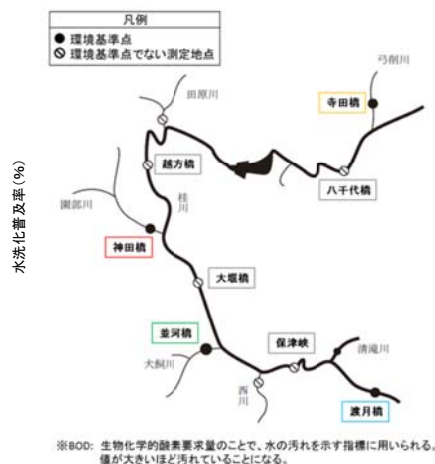 凡例
環境基準点
環境基準点でない測定地点
弓削川
田原川
寺田橋
越方橋
八千代橋
桂川
園部川
水洗化普及率(%)
神田橋
大堰橋
並河橋
保津峡
清滝川
犬飼川
西川
渡月橋
※BOD: 生物化学的酸素要求量のことで、水の汚れを示す指標に用いられる。
値が大きいほど汚れていることになる。